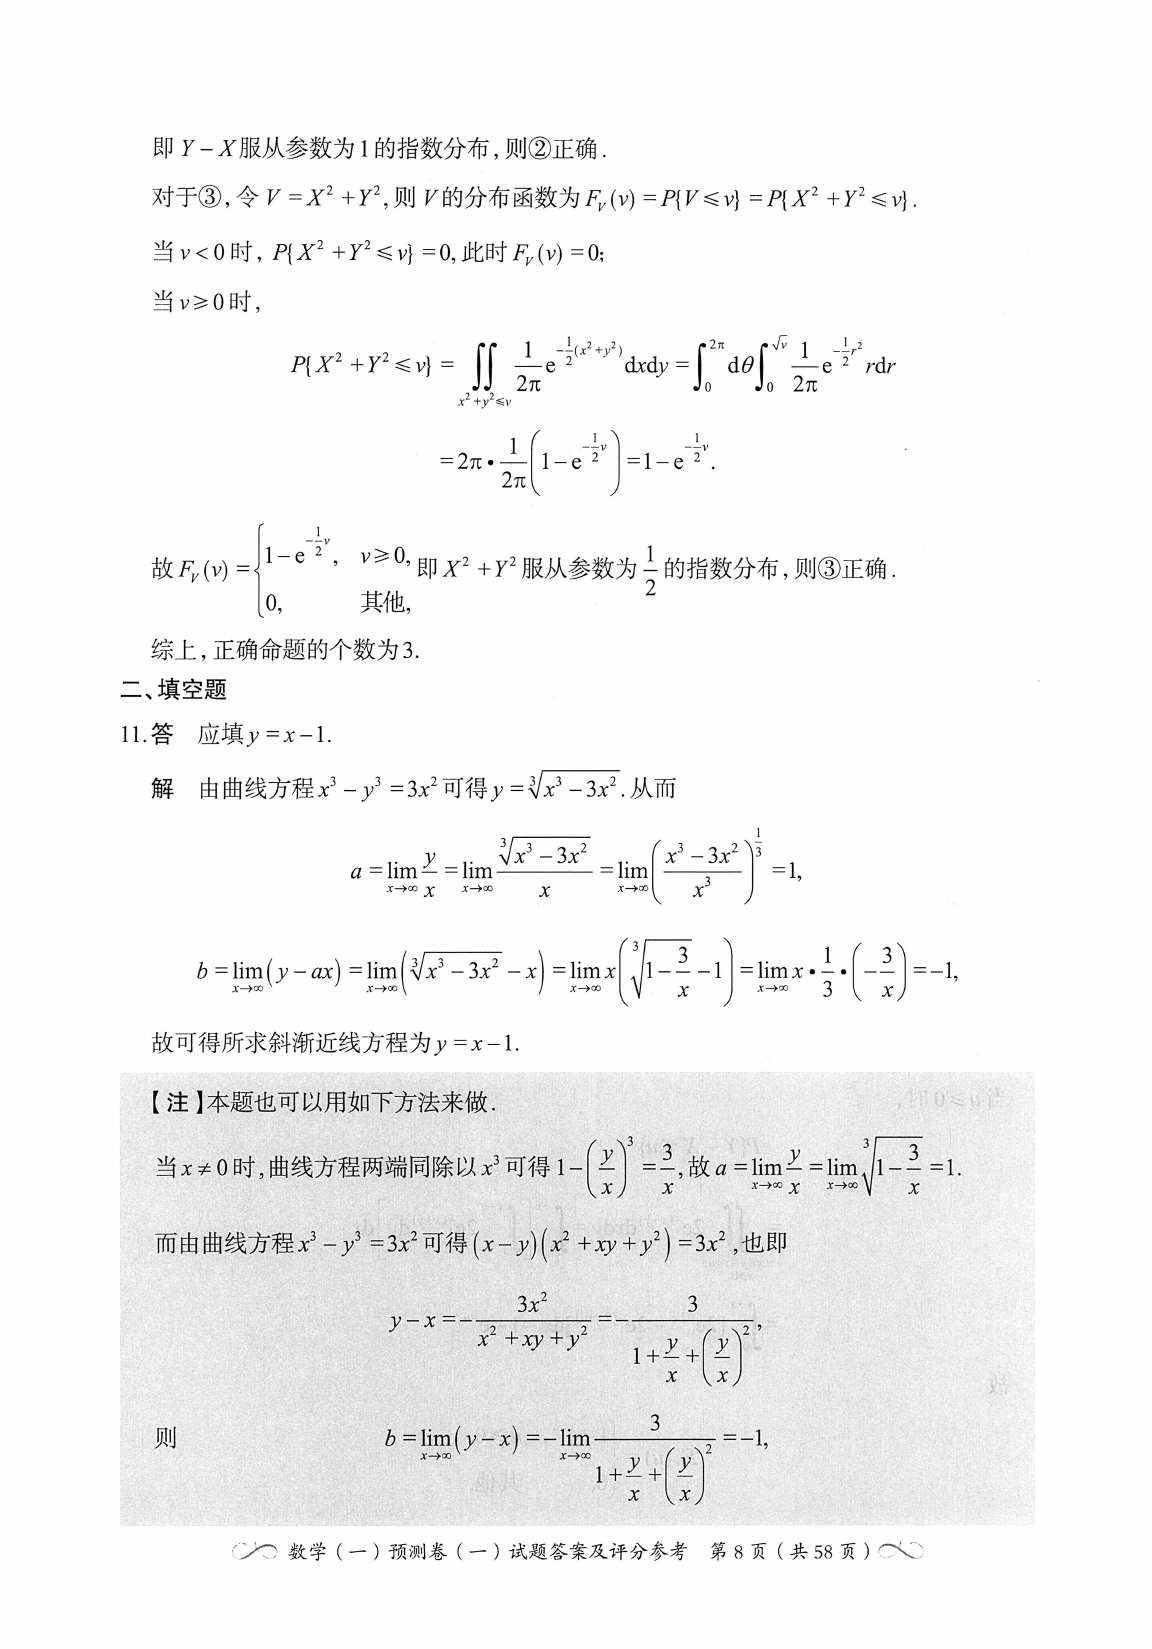 即 Y − X服从参数为1的指数分布,则②正确.
对于③,令 V = X² + Y²,则 V的分布函数为 F_V(v) = P{V ≤ v} = P{X² + Y² ≤ v}.
当 v < 0时, P{X² + Y² ≤ v} = 0,此时 F_V(v) = 0;
当 v ≥ 0时,
P{X² + Y² ≤ v} = ∬_{x²+y²≤v} 1/(2π) e^{−1/2(x²+y²)} dxdy = ∫_0^{2π} dθ ∫_0^{√v} 1/(2π) e^{−1/2 r²} rdr
= 2π • 1/(2π) (1 − e^{−1/2 v}) = 1 − e^{−1/2 v}.
故 F_V(v) = { 1 − e^{−1/2 v}, v ≥ 0, 0, 其他, 即 X² + Y² 服从参数为 1/2 的指数分布,则③正确.
综上,正确命题的个数为3.
二、填空题
11.答 应填 y = x − 1.
解 由曲线方程 x³ − y³ = 3x² 可得 y = ∛(x³ − 3x²).从而
a = lim_{x→∞} y/x = lim_{x→∞} ∛(x³ − 3x²)/x = lim_{x→∞} ((x³ − 3x²)/x³)^{1/3} = 1,
b = lim_{x→∞} (y − ax) = lim_{x→∞} (∛(x³ − 3x²) − x) = lim_{x→∞} x(∛(1 − 3/x) − 1) = lim_{x→∞} x • 1/3 • (−3/x) = −1,
故可得所求斜渐近线方程为 y = x − 1.
【注】本题也可以用如下方法来做.
当 x ≠ 0时,曲线方程两端同除以 x³ 可得 1 − (y/x)³ = 3/x,故 a = lim_{x→∞} y/x = lim_{x→∞} ∛(1 − 3/x) = 1.
而由曲线方程 x³ − y³ = 3x² 可得 (x − y)(x² + xy + y²) = 3x²,也即
y − x = − 3x²/(x² + xy + y²) = − 3/(1 + y/x + (y/x)²),
则 b = lim_{x→∞} (y − x) = − lim_{x→∞} 3/(1 + y/x + (y/x)²) = −1,
数学(一)预测卷(一)试题答案及评分参考 第8页(共58页)